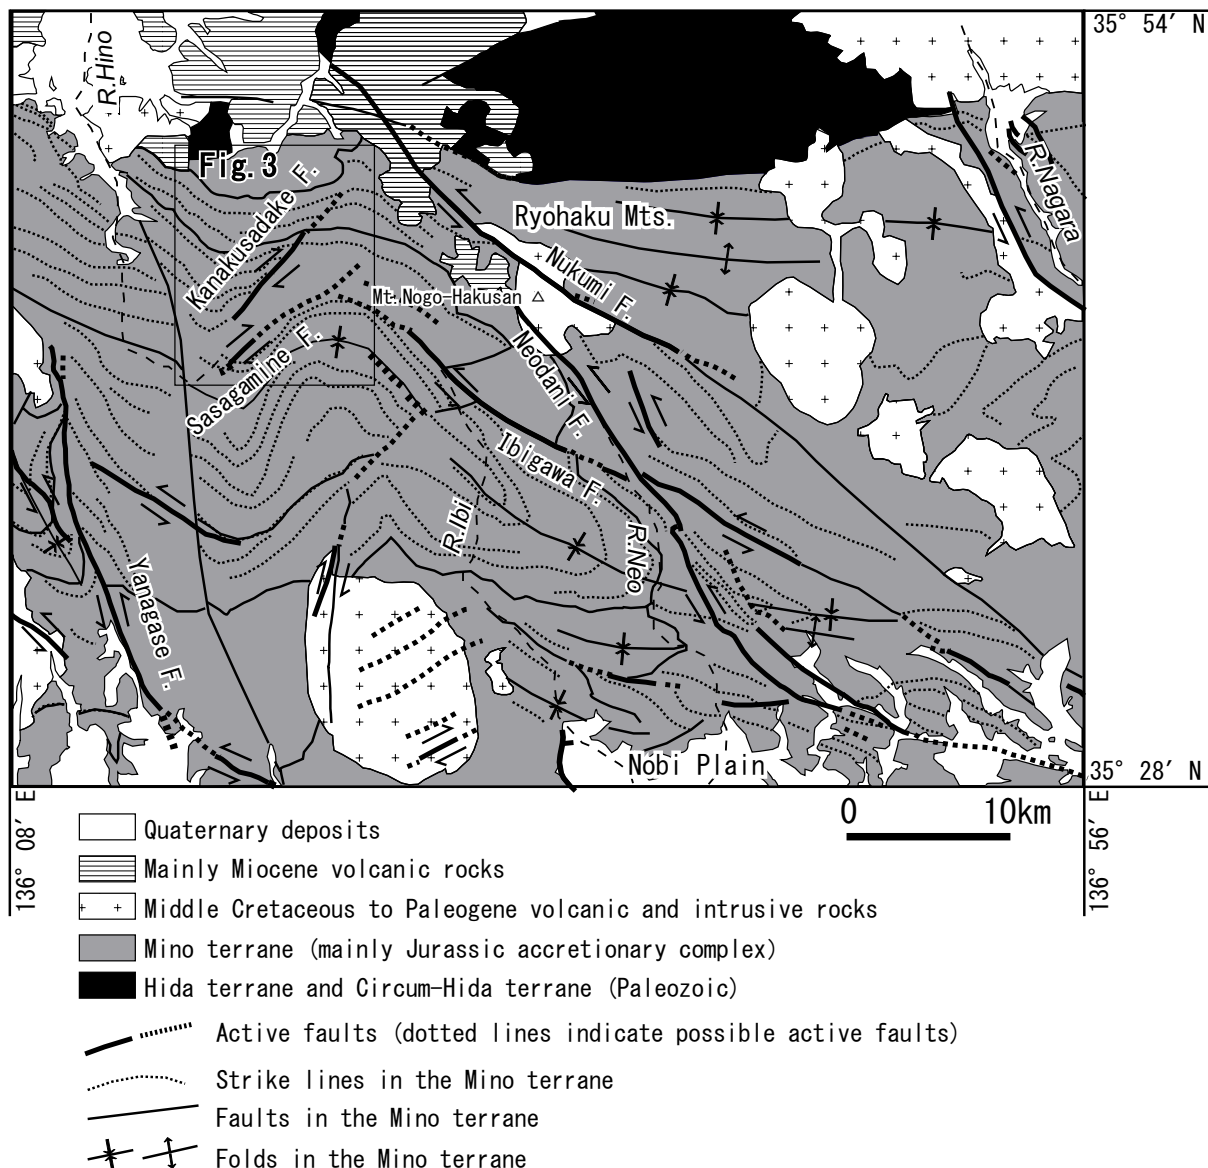 35° 54′ N
R.Hino
Fig. 3
Kanakusadake F.
Ryohaku Mts.
R.Nagara
Nukumi F.
Mt. Nogo-Hakusan
Neodani F.
Sasagamine F.
Ibigawa F.
R.Ibi
R.Neo
Yanagase F.
Nobi Plain
35° 28′ N
136° 08′ E
136° 56′ E
0 10km
Quaternary deposits
Mainly Miocene volcanic rocks
Middle Cretaceous to Paleogene volcanic and intrusive rocks
Mino terrane (mainly Jurassic accretionary complex)
Hida terrane and Circum-Hida terrane (Paleozoic)
Active faults (dotted lines indicate possible active faults)
Strike lines in the Mino terrane
Faults in the Mino terrane
Folds in the Mino terrane